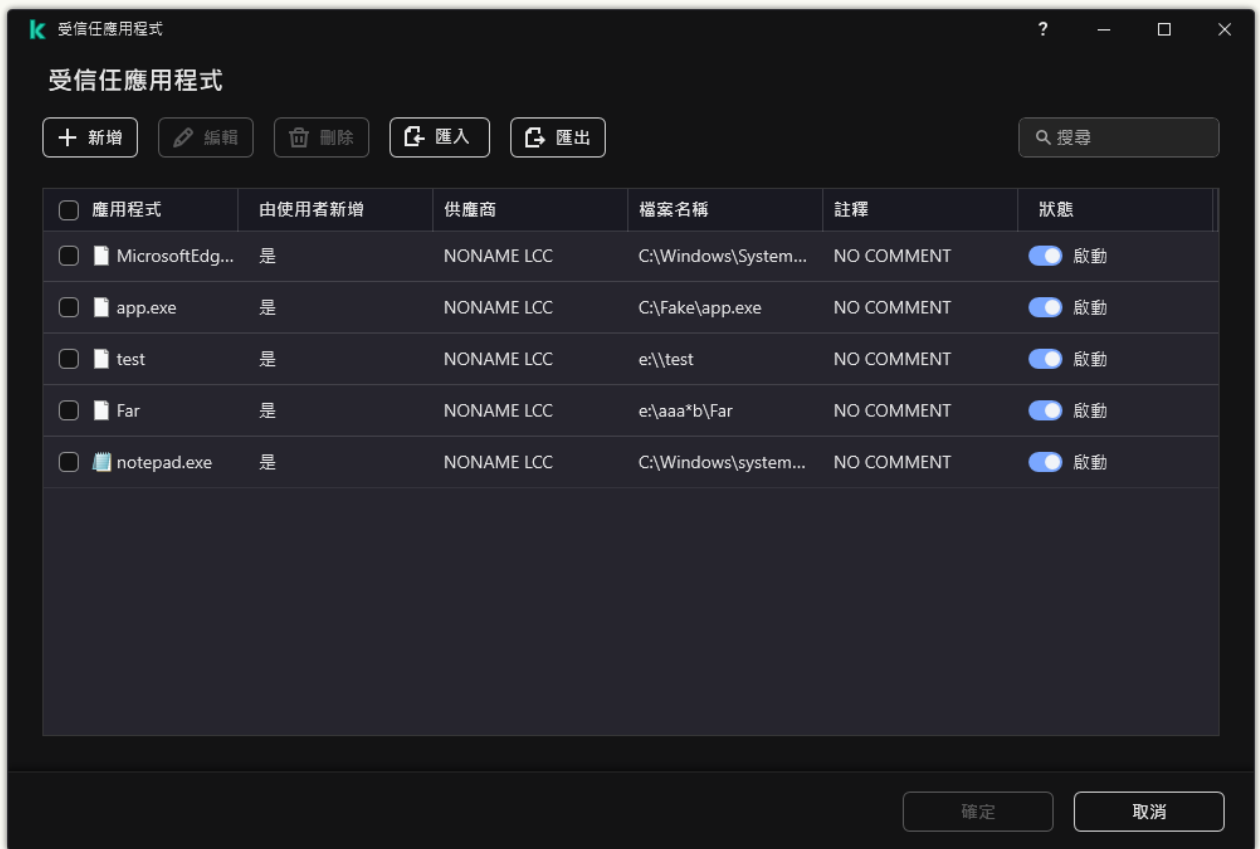 受信任應用程式
受信任應用程式
新增 編輯 刪除 匯入 匯出 搜尋
應用程式 由使用者新增 供應商 檔案名稱 註釋 狀態
MicrosoftEdg... 是 NONAME LCC C:\Windows\System... NO COMMENT 啟動
app.exe 是 NONAME LCC C:\Fake\app.exe NO COMMENT 啟動
test 是 NONAME LCC e:\\test NO COMMENT 啟動
Far 是 NONAME LCC e:\aaa*b\Far NO COMMENT 啟動
notepad.exe 是 NONAME LCC C:\Windows\system... NO COMMENT 啟動
確定 取消